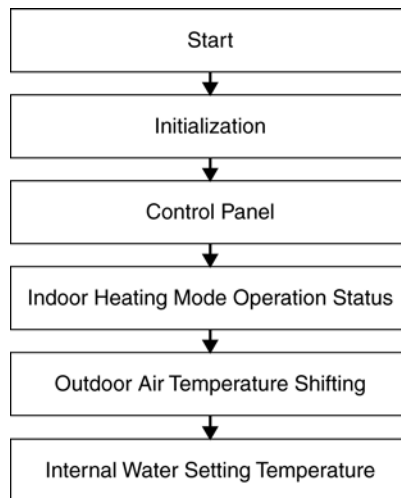 Start
Initialization
Control Panel
Indoor Heating Mode Operation Status
Outdoor Air Temperature Shifting
Internal Water Setting Temperature